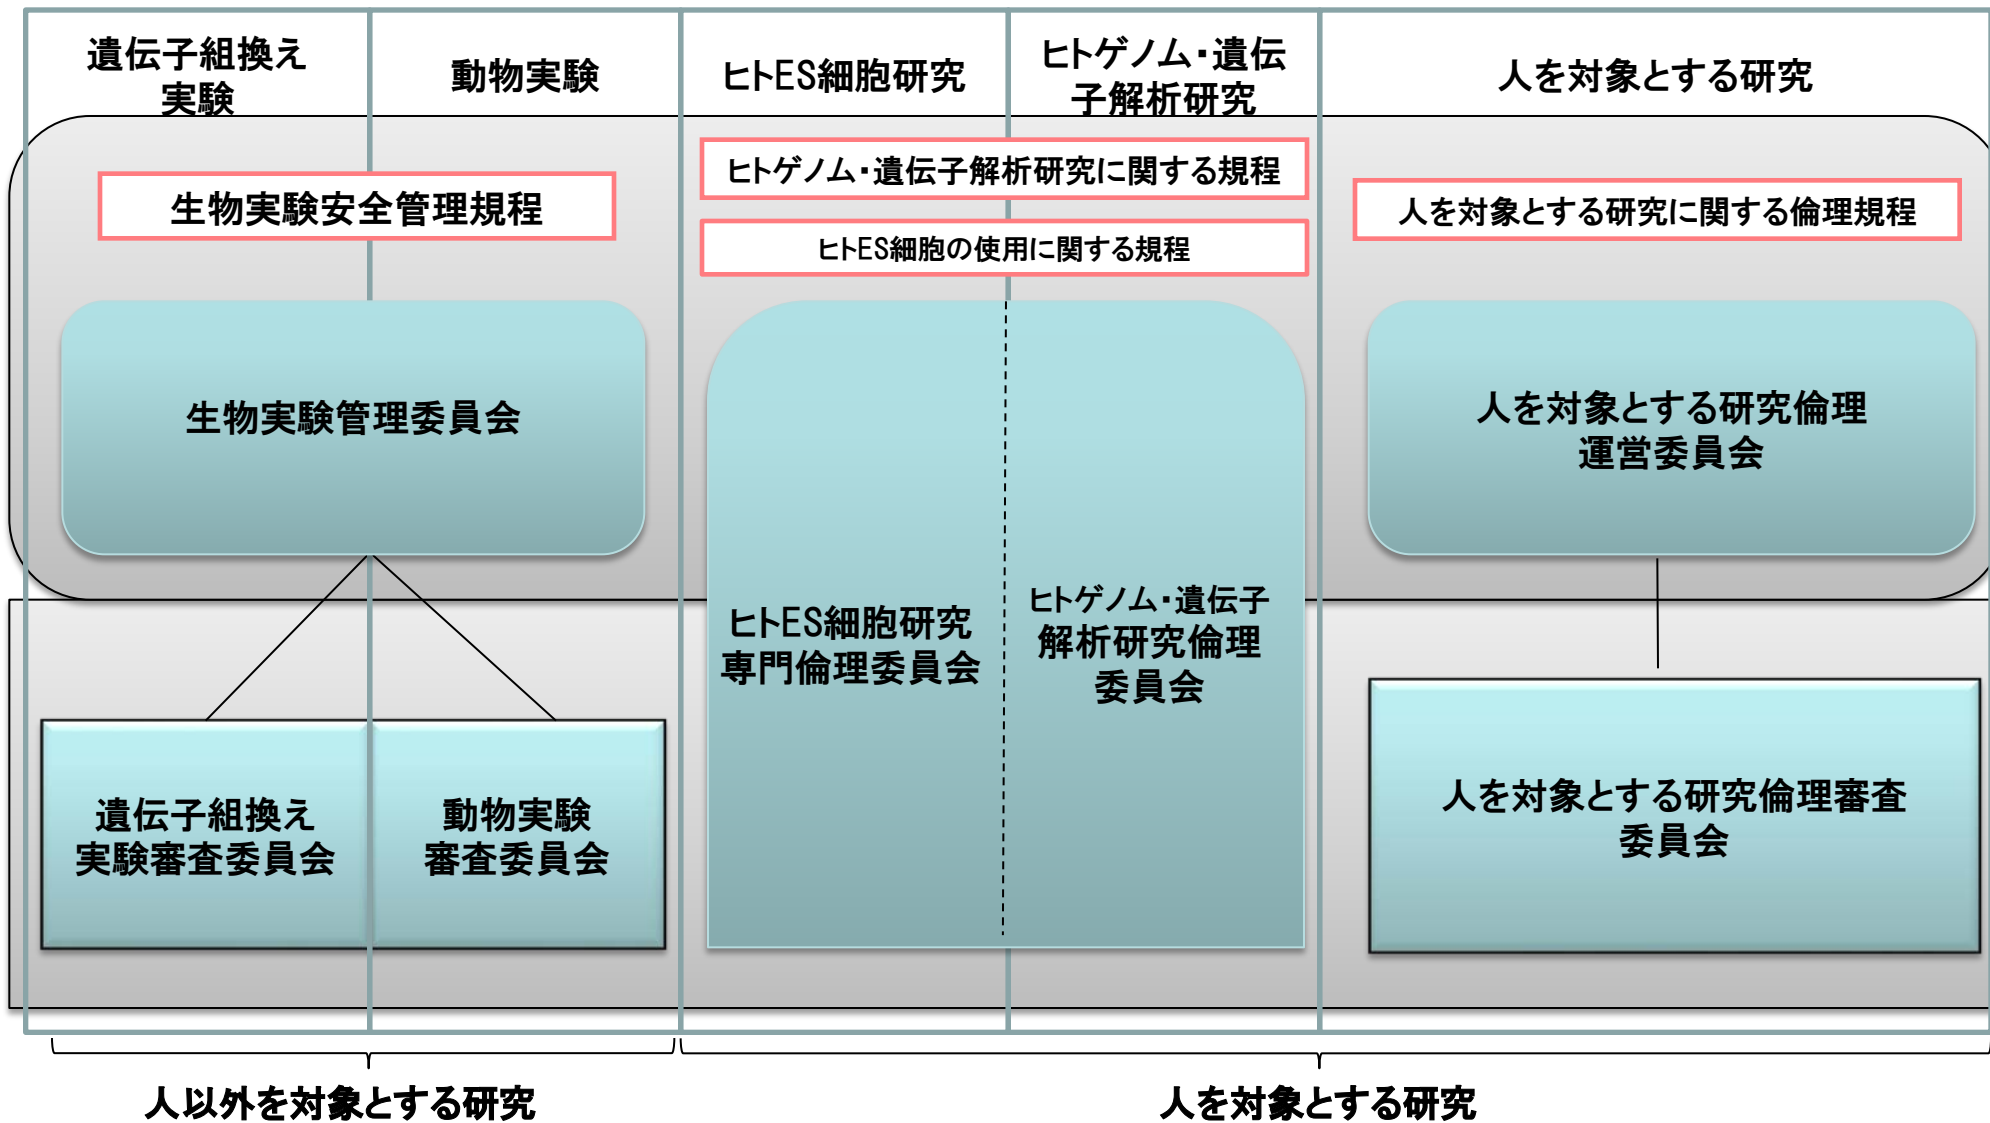 遺伝子組換え
実験
動物実験
ヒトES細胞研究
ヒトゲノム・遺伝
子解析研究
人を対象とする研究
生物実験安全管理規程
ヒトゲノム・遺伝子解析研究に関する規程
ヒトES細胞の使用に関する規程
人を対象とする研究に関する倫理規程
生物実験管理委員会
人を対象とする研究倫理
運営委員会
ヒトES細胞研究
専門倫理委員会
ヒトゲノム・遺伝子
解析研究倫理
委員会
遺伝子組換え
実験審査委員会
動物実験
審査委員会
人を対象とする研究倫理審査
委員会
人以外を対象とする研究
人を対象とする研究